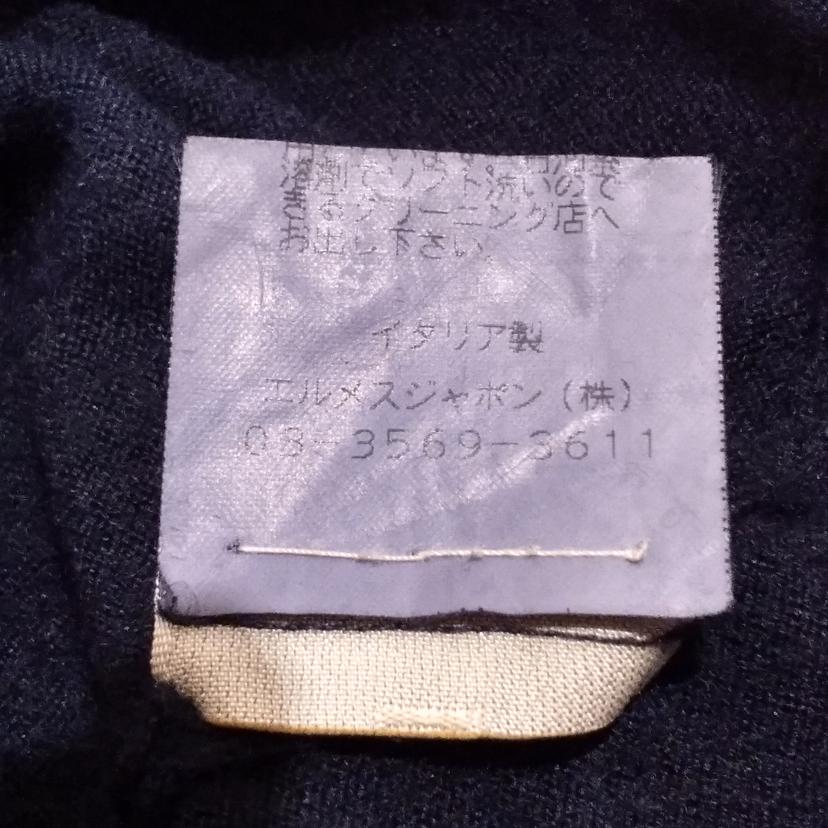 溶剤でソフト洗いので
きるクリーニング店へ
お出し下さい。
イタリア製
エルメスジャポン(株)
03-3569-3611